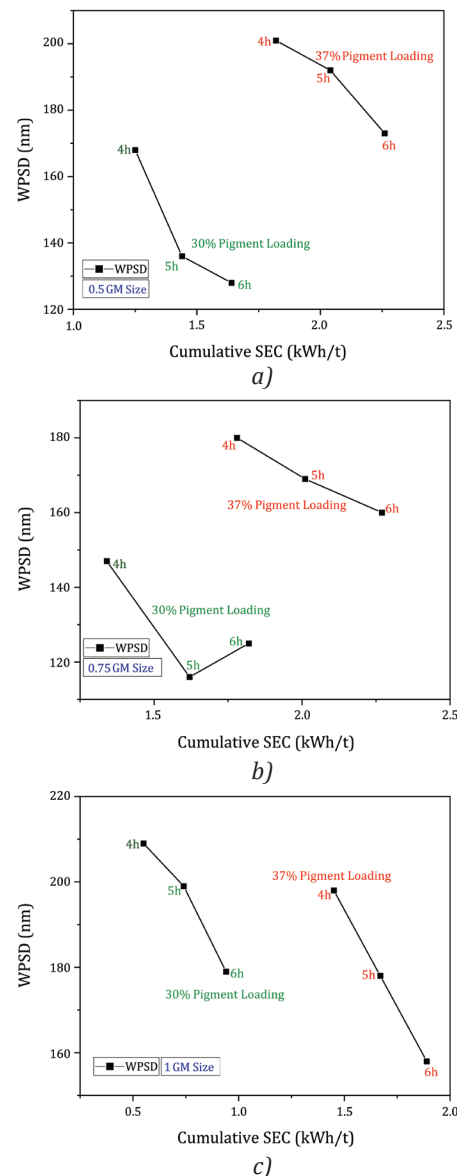 200
180
160
140
120
WPSD (nm)
4h
37% Pigment Loading
5h
6h
4h
30% Pigment Loading
5h
6h
WPSD
0.5 GM Size
1.0
1.5
2.0
2.5
Cumulative SEC (kWh/t)
a)
180
160
140
120
WPSD (nm)
4h
5h
37% Pigment Loading
6h
4h
30% Pigment Loading
6h
5h
WPSD
0.75 GM Size
1.5
2.0
2.5
Cumulative SEC (kWh/t)
b)
220
200
180
160
WPSD (nm)
4h
37% Pigment Loading
5h
4h
6h
5h
30% Pigment Loading
WPSD
1 GM Size
6h
0.5
1.0
1.5
2.0
Cumulative SEC (kWh/t)
c)